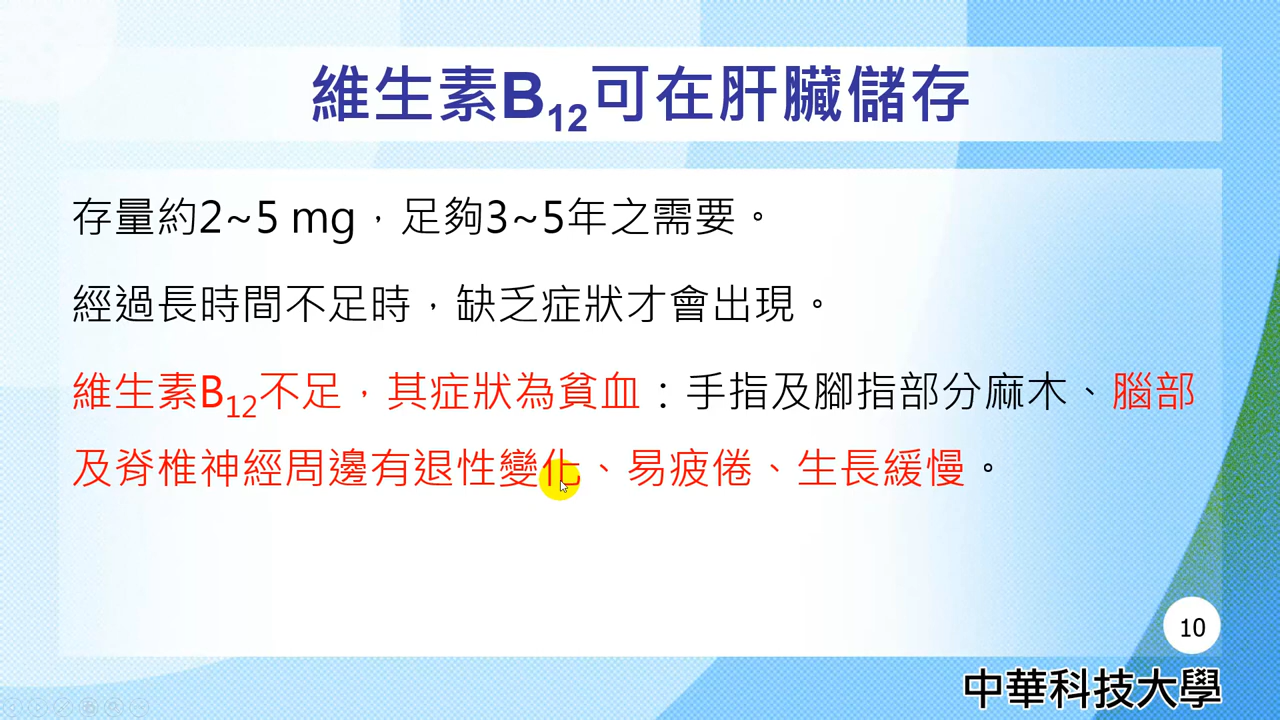 維生素B12可在肝臟儲存
存量約2~5 mg，足夠3~5年之需要。
經過長時間不足時，缺乏症狀才會出現。
維生素B12不足，其症狀為貧血：手指及腳指部分麻木、腦部
及脊椎神經周邊有退性變化、易疲倦、生長緩慢。
10
中華科技大學